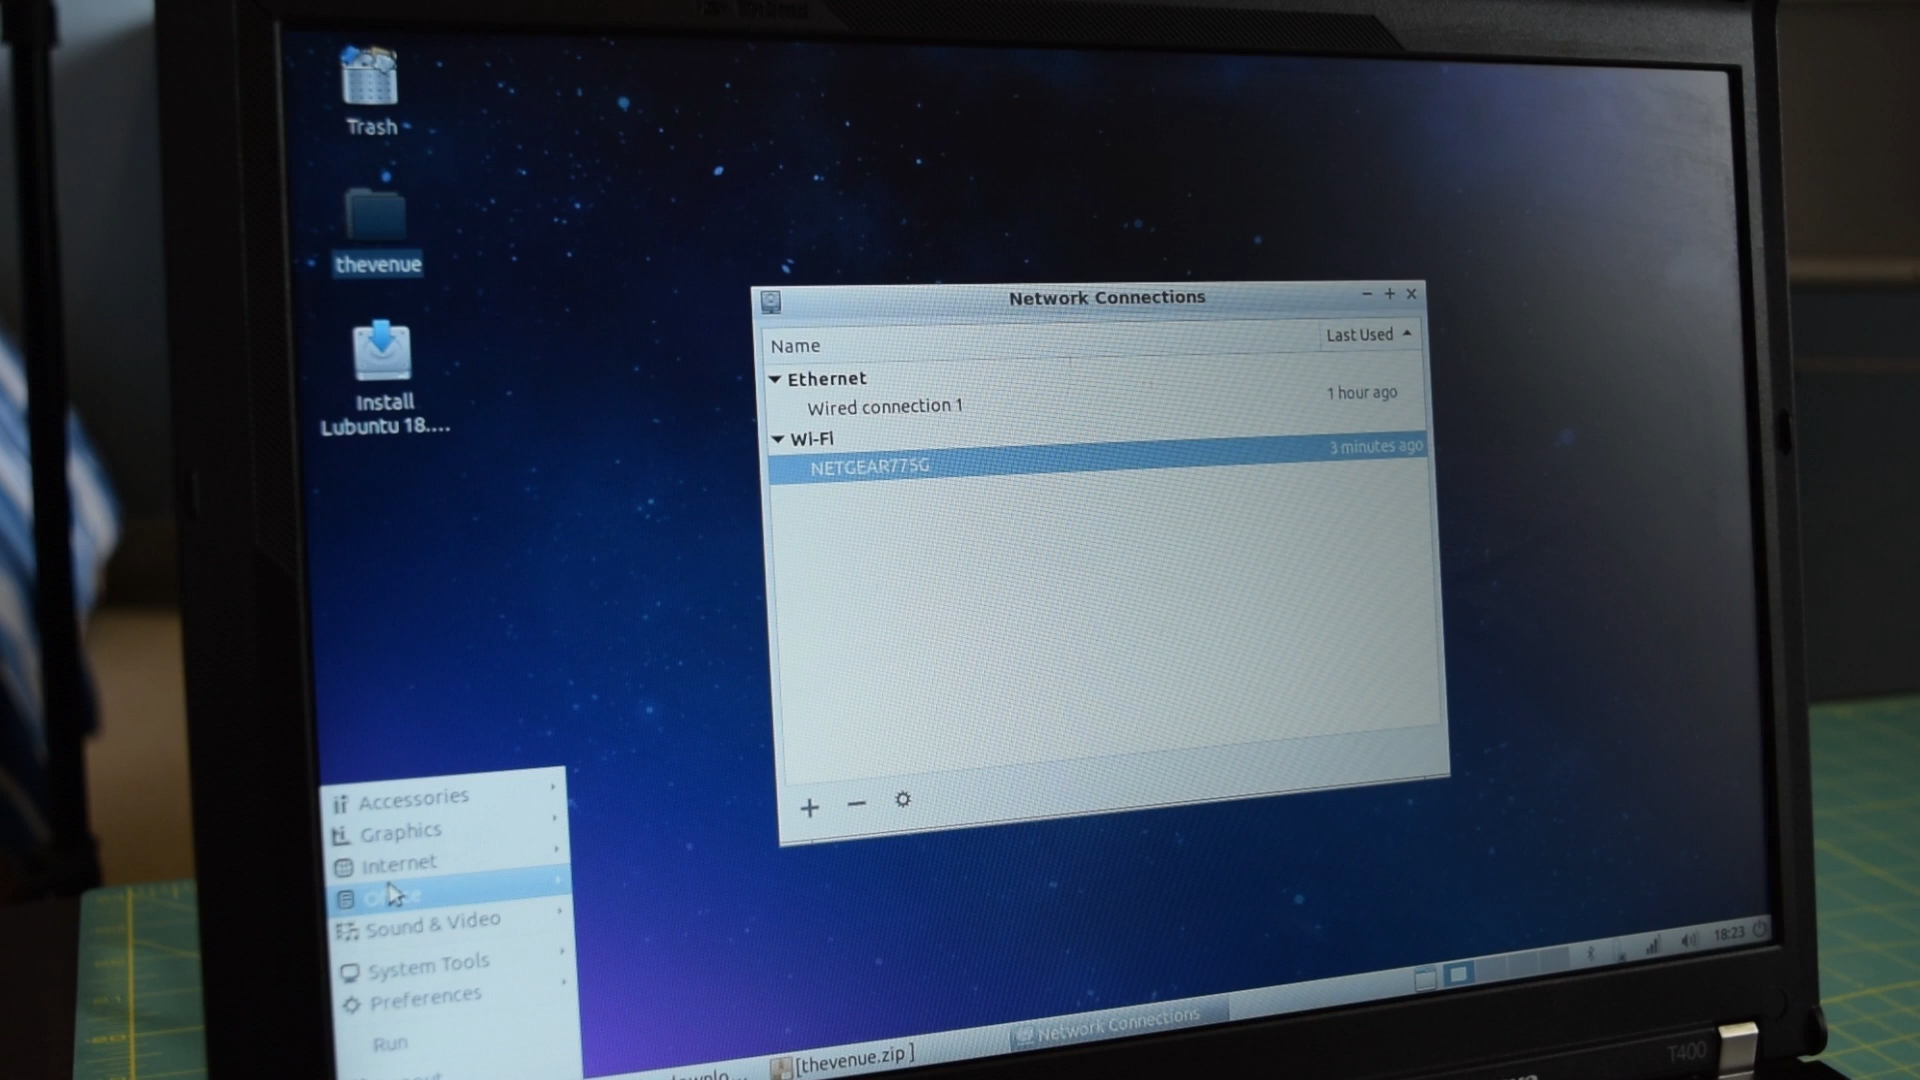 Trash
thevenue
Install
Lubuntu 18....
Network Connections
Name
Last Used
Ethernet
Wired connection 1
1 hour ago
Wi-Fi
NETGEAR775G
3 minutes ago
Accessories
Graphics
Internet
Sound & Video
System Tools
Preferences
Run
[thevenue.zip]
Network Connections
18:23
T400